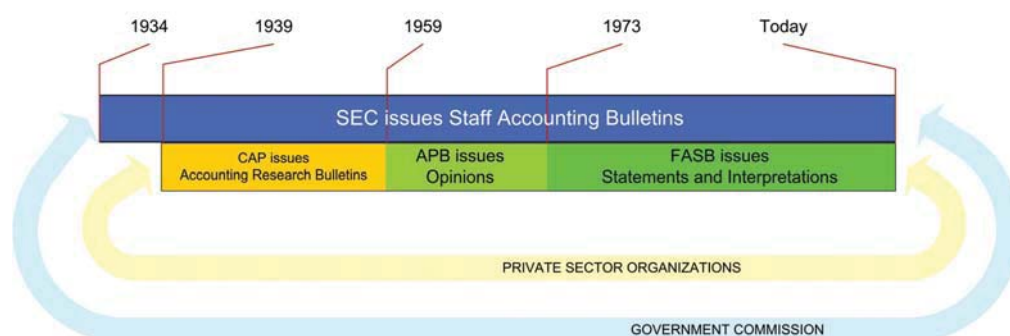 1934
1939
1959
1973
Today
SEC issues Staff Accounting Bulletins
CAP issues
Accounting Research Bulletins
APB issues
Opinions
FASB issues
Statements and Interpretations
PRIVATE SECTOR ORGANIZATIONS
GOVERNMENT COMMISSION